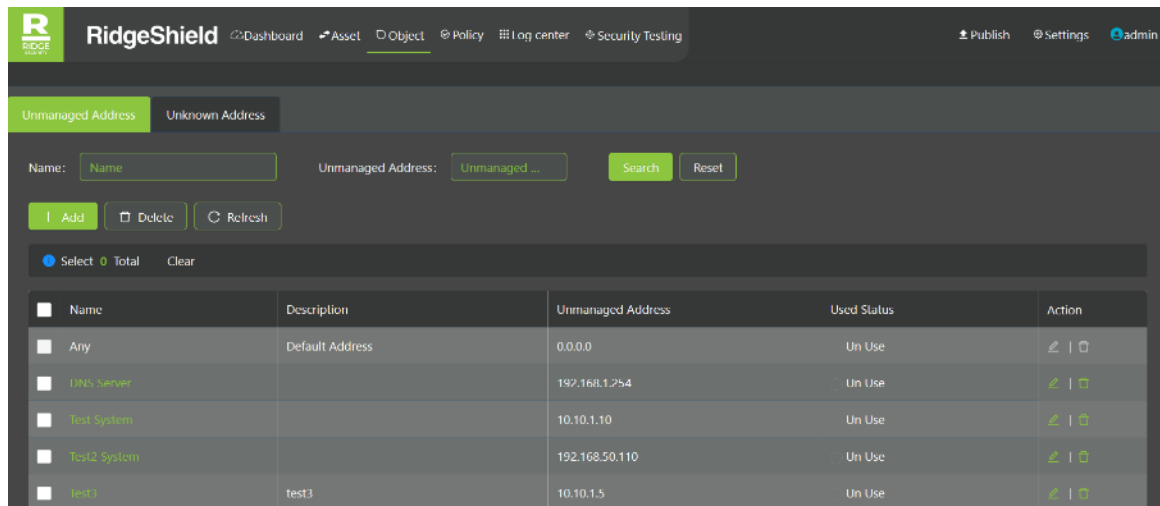 R
RIDGE
SECURITY
RidgeShield Dashboard Asset Object Policy Log center Security Testing Publish Settings admin
Unmanaged Address Unknown Address
Name: Name Unmanaged Address: Unmanaged ... Search Reset
Add Delete Refresh
Select 0 Total Clear
Name Description Unmanaged Address Used Status Action
Any Default Address 0.0.0.0 Un Use
DNS Server 192.168.1.254 Un Use
Test System 10.10.1.10 Un Use
Test2 System 192.168.50.110 Un Use
Test3 test3 10.10.1.5 Un Use